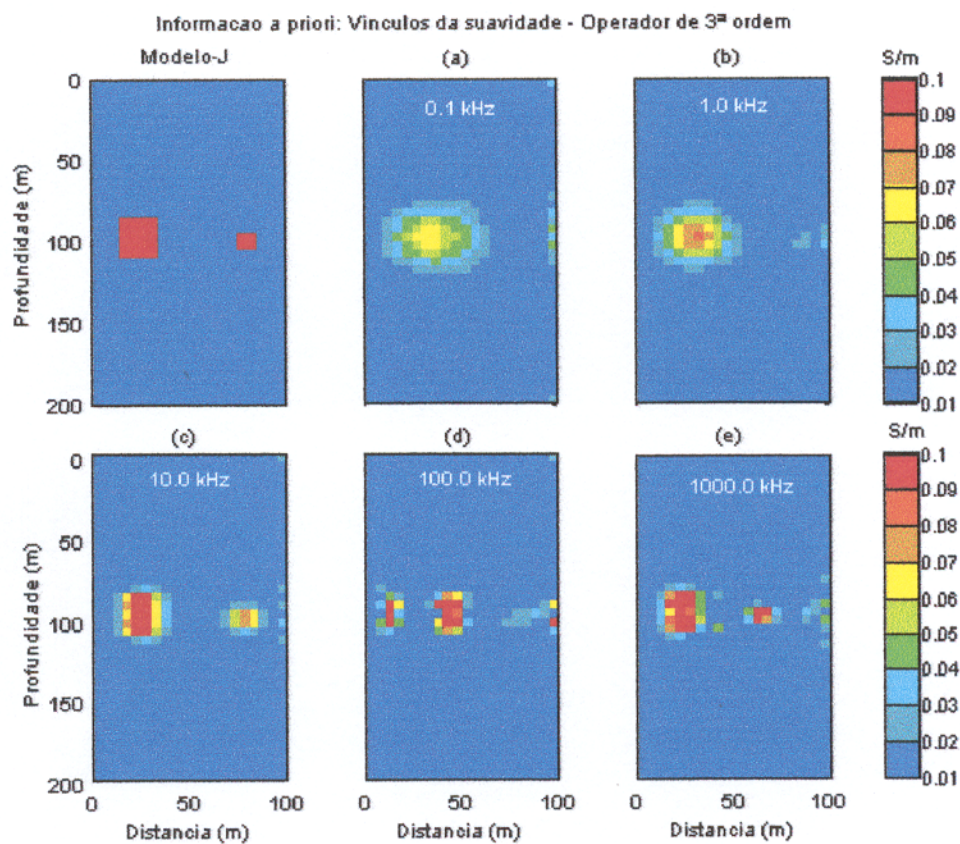 Informacao a priori: Vinculos da suavidade - Operador de 3ª ordem
Modelo-J
(a)
(b)
S/m
0
50
100
150
200
Profundidade (m)
0.1 kHz
1.0 kHz
0.1
0.09
0.08
0.07
0.06
0.05
0.04
0.03
0.02
0.01
(c)
(d)
(e)
S/m
0
50
100
150
200
Profundidade (m)
10.0 kHz
100.0 kHz
1000.0 kHz
0.1
0.09
0.08
0.07
0.06
0.05
0.04
0.03
0.02
0.01
0 100
0 50 100
0 100
Distancia (m)
Distancia (m)
Distancia (m)